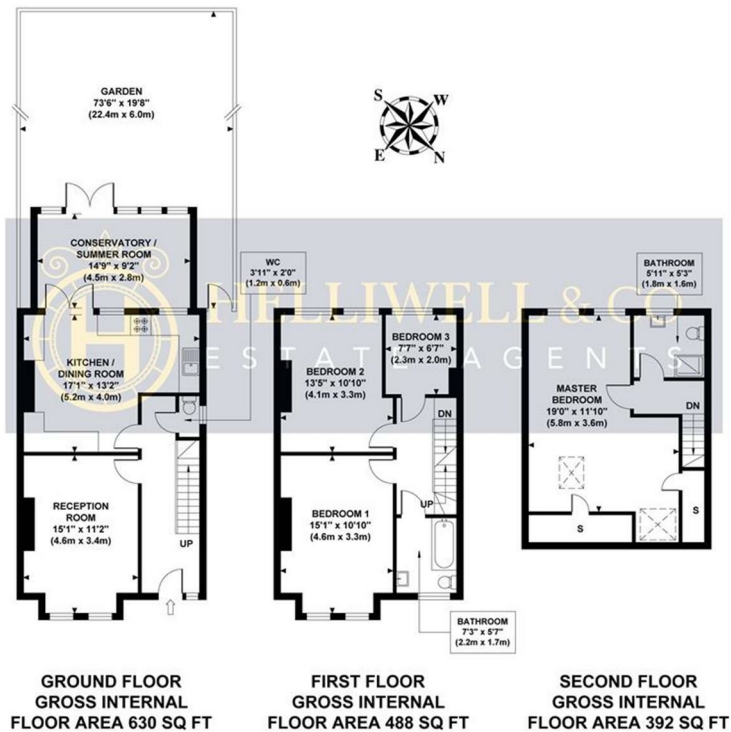 GARDEN
73'6" x 19'8"
(22.4m x 6.0m)
S
W
E
N
CONSERVATORY /
SUMMER ROOM
14'9" x 9'2"
(4.5m x 2.8m)
WC
3'11" x 2'0"
(1.2m x 0.6m)
BATHROOM
5'11" x 5'3"
(1.8m x 1.6m)
H
HELLIWELL & CO
ESTATE AGENTS
KITCHEN /
DINING ROOM
17'1" x 13'2"
(5.2m x 4.0m)
BEDROOM 2
13'5" x 10'10"
(4.1m x 3.3m)
BEDROOM 3
7'7" x 6'7"
(2.3m x 2.0m)
DN
MASTER
BEDROOM
19'0" x 11'10"
(5.8m x 3.6m)
DN
RECEPTION
ROOM
15'1" x 11'2"
(4.6m x 3.4m)
UP
BEDROOM 1
15'1" x 10'10"
(4.6m x 3.3m)
UP
S
S
BATHROOM
7'3" x 5'7"
(2.2m x 1.7m)
GROUND FLOOR
GROSS INTERNAL
FLOOR AREA 630 SQ FT
FIRST FLOOR
GROSS INTERNAL
FLOOR AREA 488 SQ FT
SECOND FLOOR
GROSS INTERNAL
FLOOR AREA 392 SQ FT